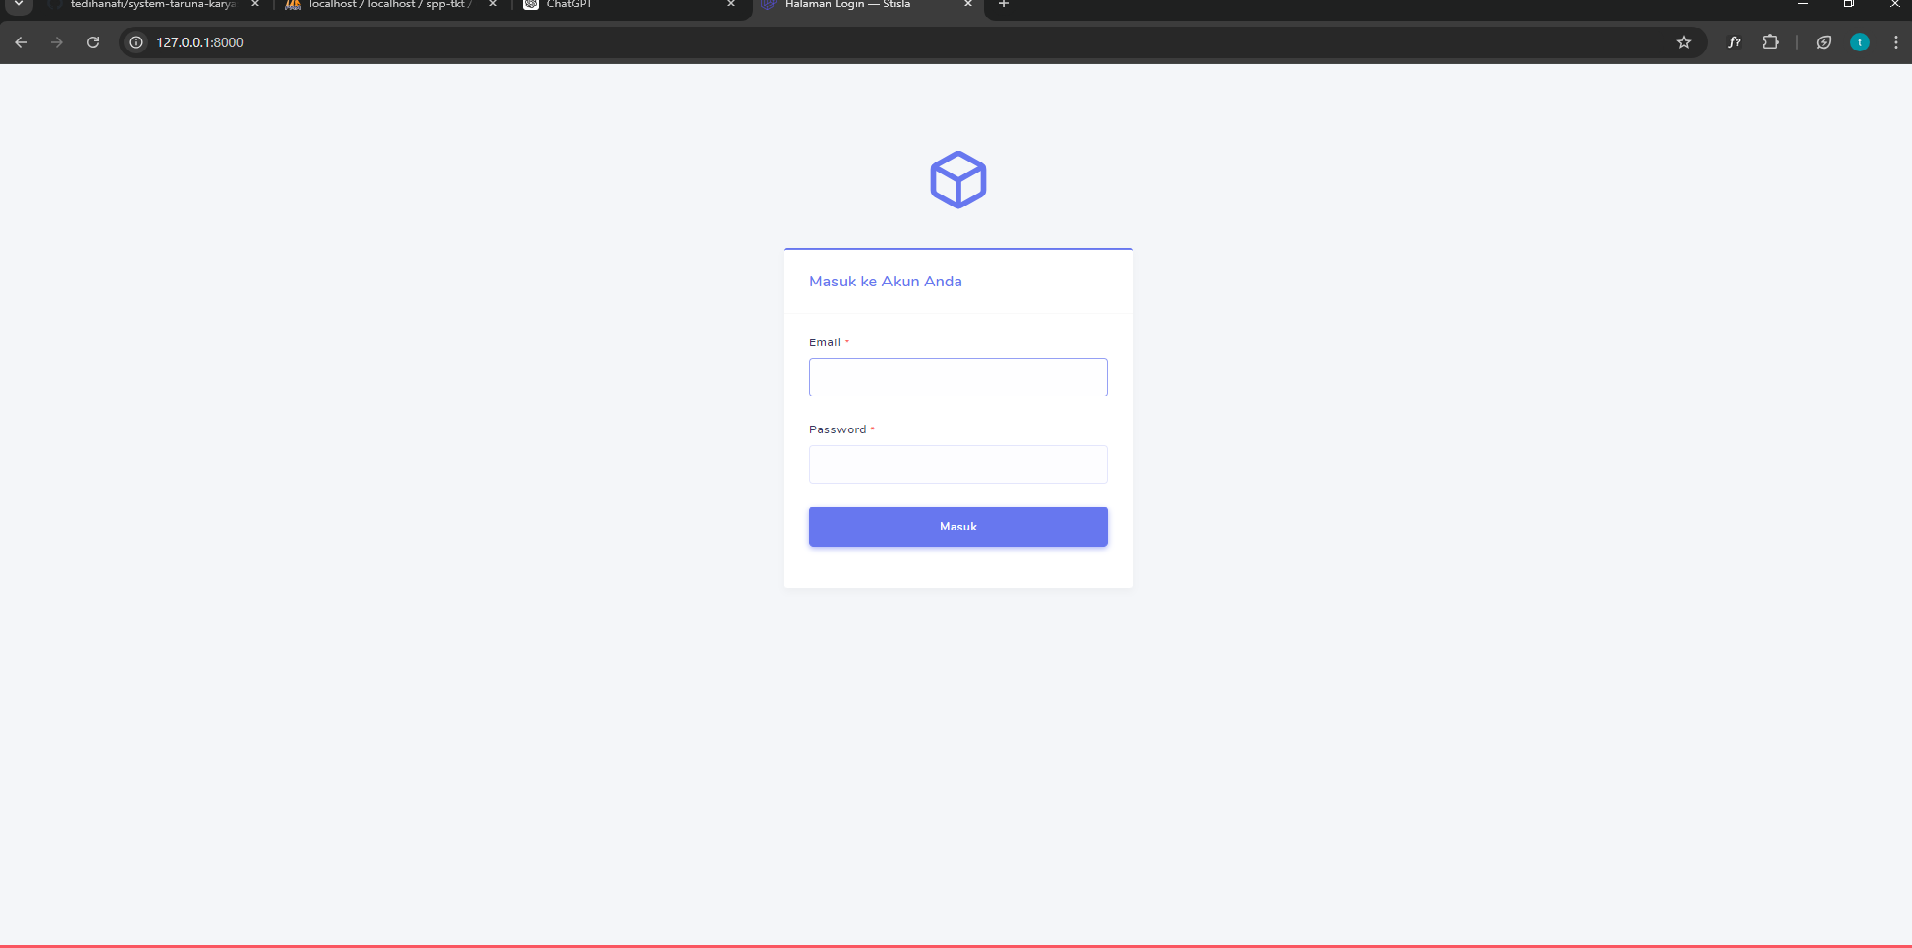 tedihanafi/system-taruna-karya
localhost / localhost / spp-tkt /
ChatGPT
Halaman Login — Stisla
127.0.0.1:8000
f?
t
Masuk ke Akun Anda
Email *
Password *
Masuk